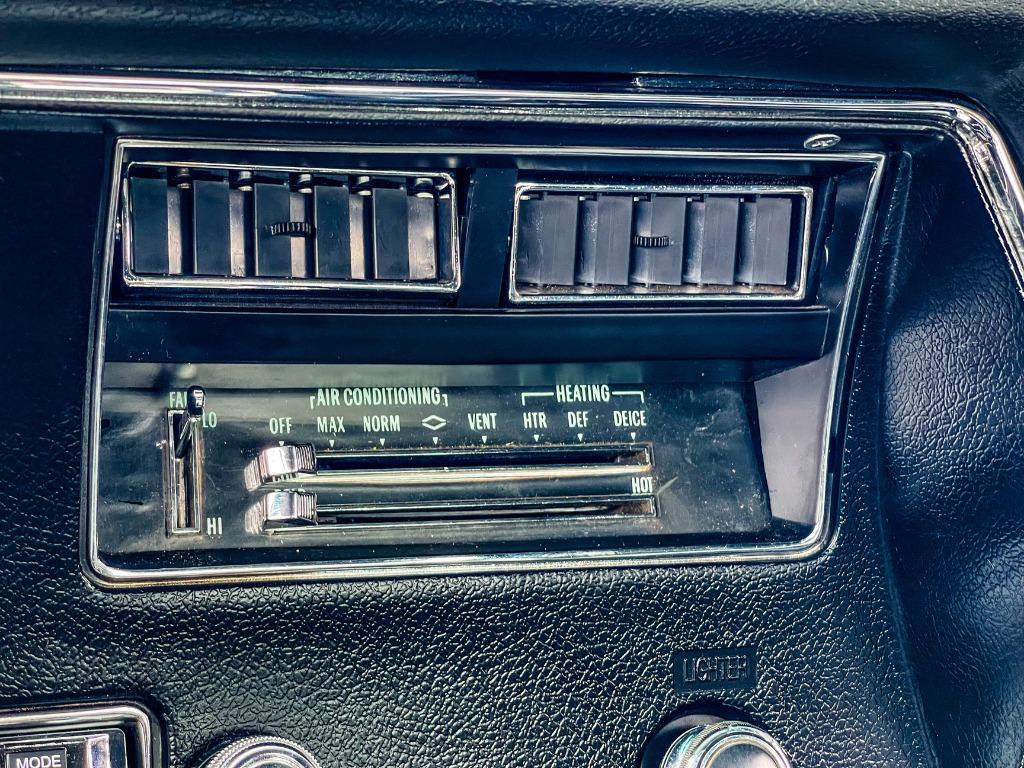 FAN
LO
HI
AIR CONDITIONING
HEATING
OFF MAX NORM VENT HTR DEF DEICE
HOT
LIGHTER
MODE